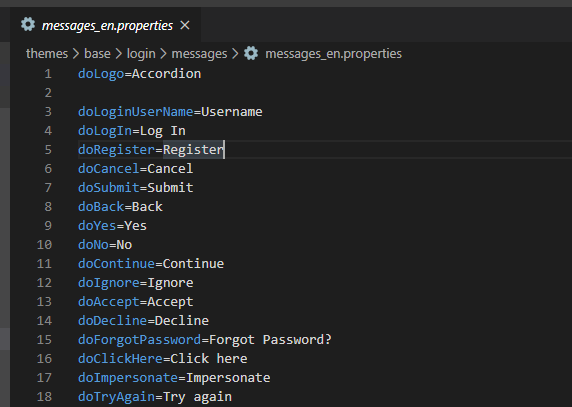 messages_en.properties ×
themes > base > login > messages > messages_en.properties
1 doLogo=Accordion
2
3 doLoginUserName=Username
4 doLogIn=Log In
5 doRegister=Register
6 doCancel=Cancel
7 doSubmit=Submit
8 doBack=Back
9 doYes=Yes
10 doNo=No
11 doContinue=Continue
12 doIgnore=Ignore
13 doAccept=Accept
14 doDecline=Decline
15 doForgotPassword=Forgot Password?
16 doClickHere=Click here
17 doImpersonate=Impersonate
18 doTryAgain=Try again